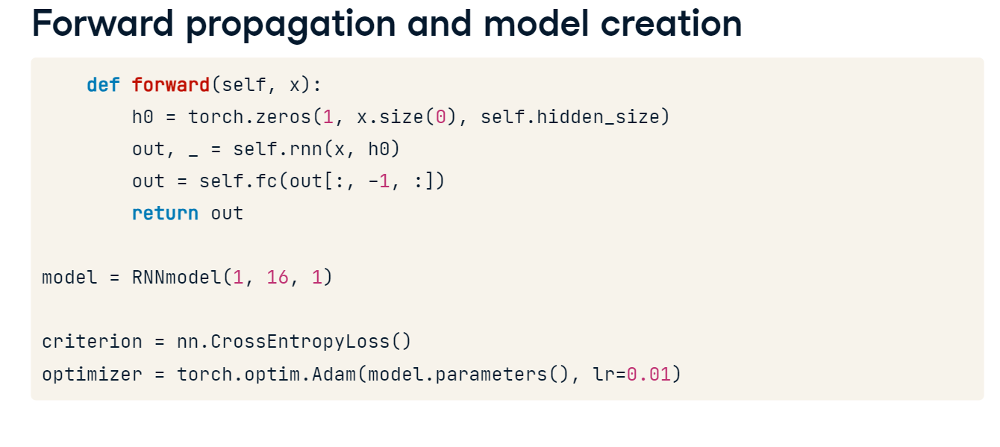 Forward propagation and model creation
    def forward(self, x):
        h0 = torch.zeros(1, x.size(0), self.hidden_size)
        out, _ = self.rnn(x, h0)
        out = self.fc(out[:, -1, :])
        return out
model = RNNmodel(1, 16, 1)
criterion = nn.CrossEntropyLoss()
optimizer = torch.optim.Adam(model.parameters(), lr=0.01)